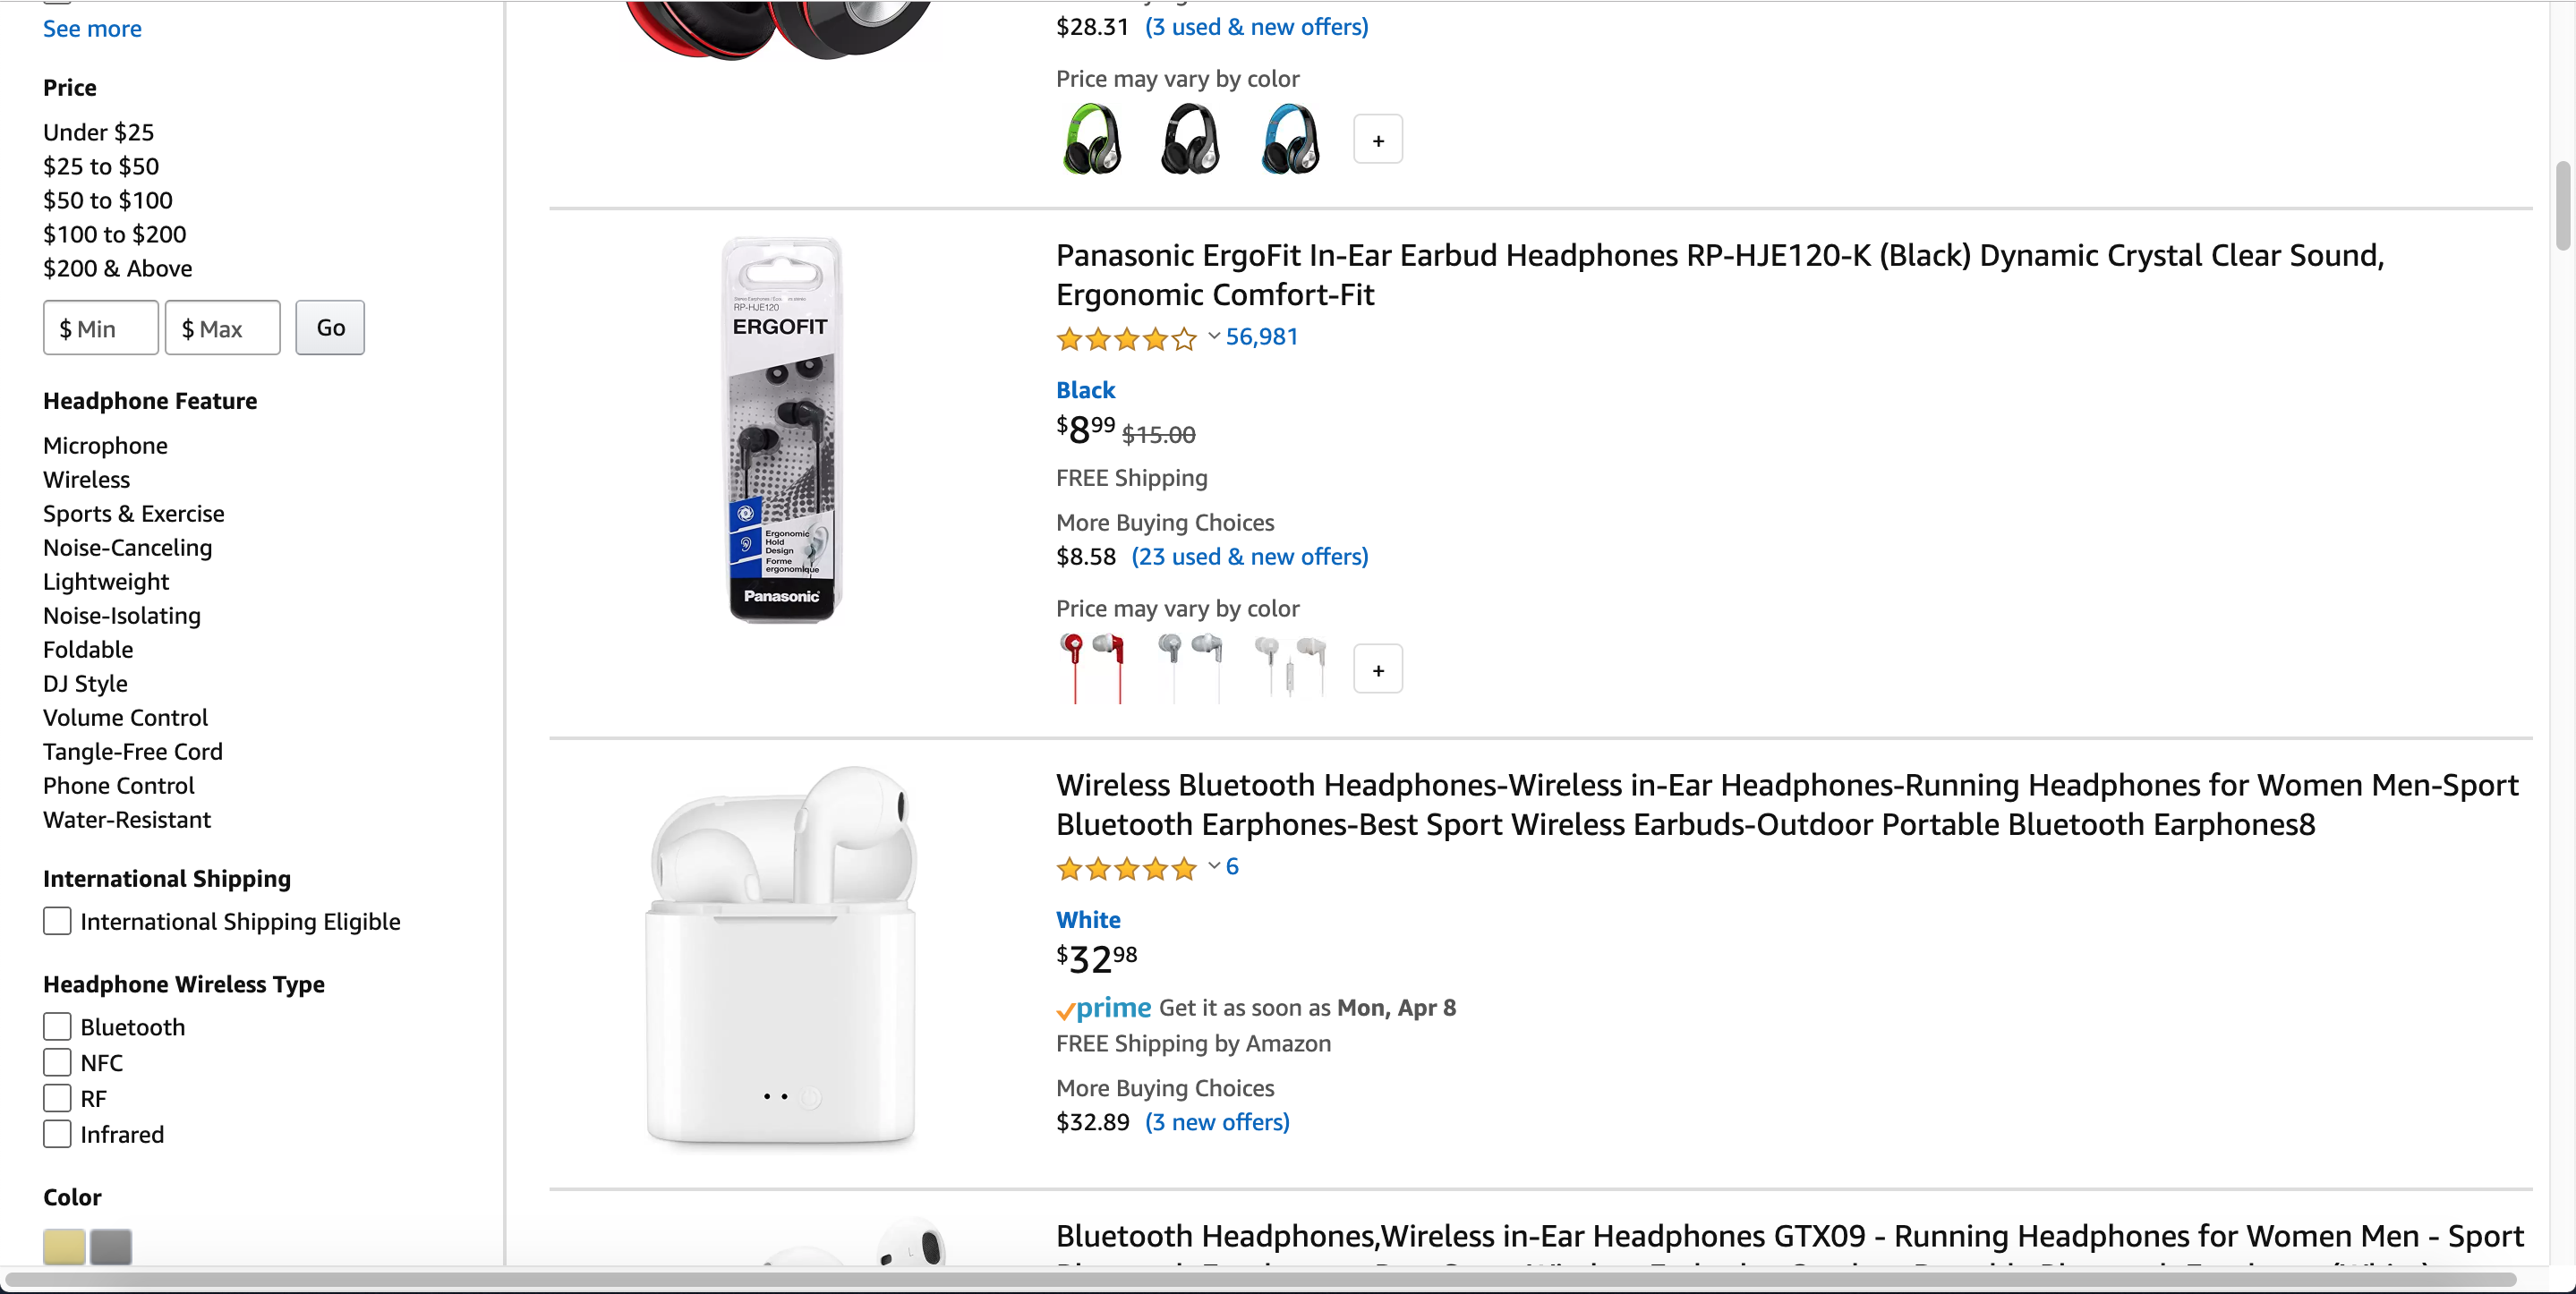 See more
Price
Under $25
$25 to $50
$50 to $100
$100 to $200
$200 & Above
$ Min $ Max Go
Headphone Feature
Microphone
Wireless
Sports & Exercise
Noise-Canceling
Lightweight
Noise-Isolating
Foldable
DJ Style
Volume Control
Tangle-Free Cord
Phone Control
Water-Resistant
International Shipping
International Shipping Eligible
Headphone Wireless Type
Bluetooth
NFC
RF
Infrared
Color
$28.31 (3 used & new offers)
Price may vary by color
+
RP-HJE120
ERGOFIT
Ergonomic
Hold
Design
Forme
ergonomique
Panasonic
Panasonic ErgoFit In-Ear Earbud Headphones RP-HJE120-K (Black) Dynamic Crystal Clear Sound,
Ergonomic Comfort-Fit
56,981
Black
$899 $15.00
FREE Shipping
More Buying Choices
$8.58 (23 used & new offers)
Price may vary by color
+
Wireless Bluetooth Headphones-Wireless in-Ear Headphones-Running Headphones for Women Men-Sport
Bluetooth Earphones-Best Sport Wireless Earbuds-Outdoor Portable Bluetooth Earphones8
6
White
$3298
prime Get it as soon as Mon, Apr 8
FREE Shipping by Amazon
More Buying Choices
$32.89 (3 new offers)
Bluetooth Headphones,Wireless in-Ear Headphones GTX09 - Running Headphones for Women Men - Sport